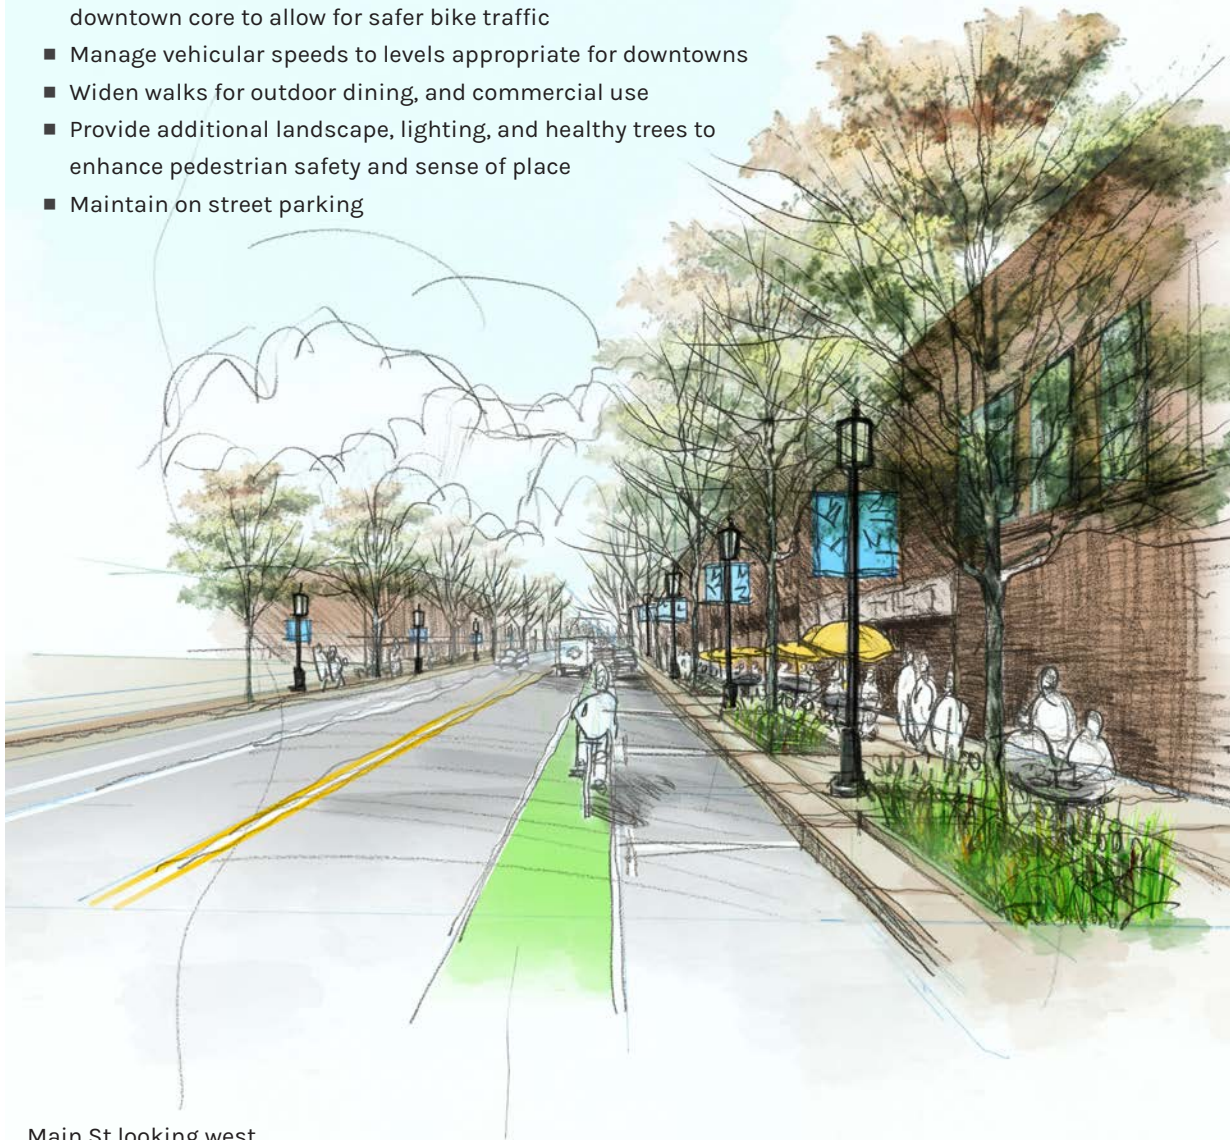 downtown core to allow for safer bike traffic
■ Manage vehicular speeds to levels appropriate for downtowns
■ Widen walks for outdoor dining, and commercial use
■ Provide additional landscape, lighting, and healthy trees to
enhance pedestrian safety and sense of place
■ Maintain on street parking
Main St looking west